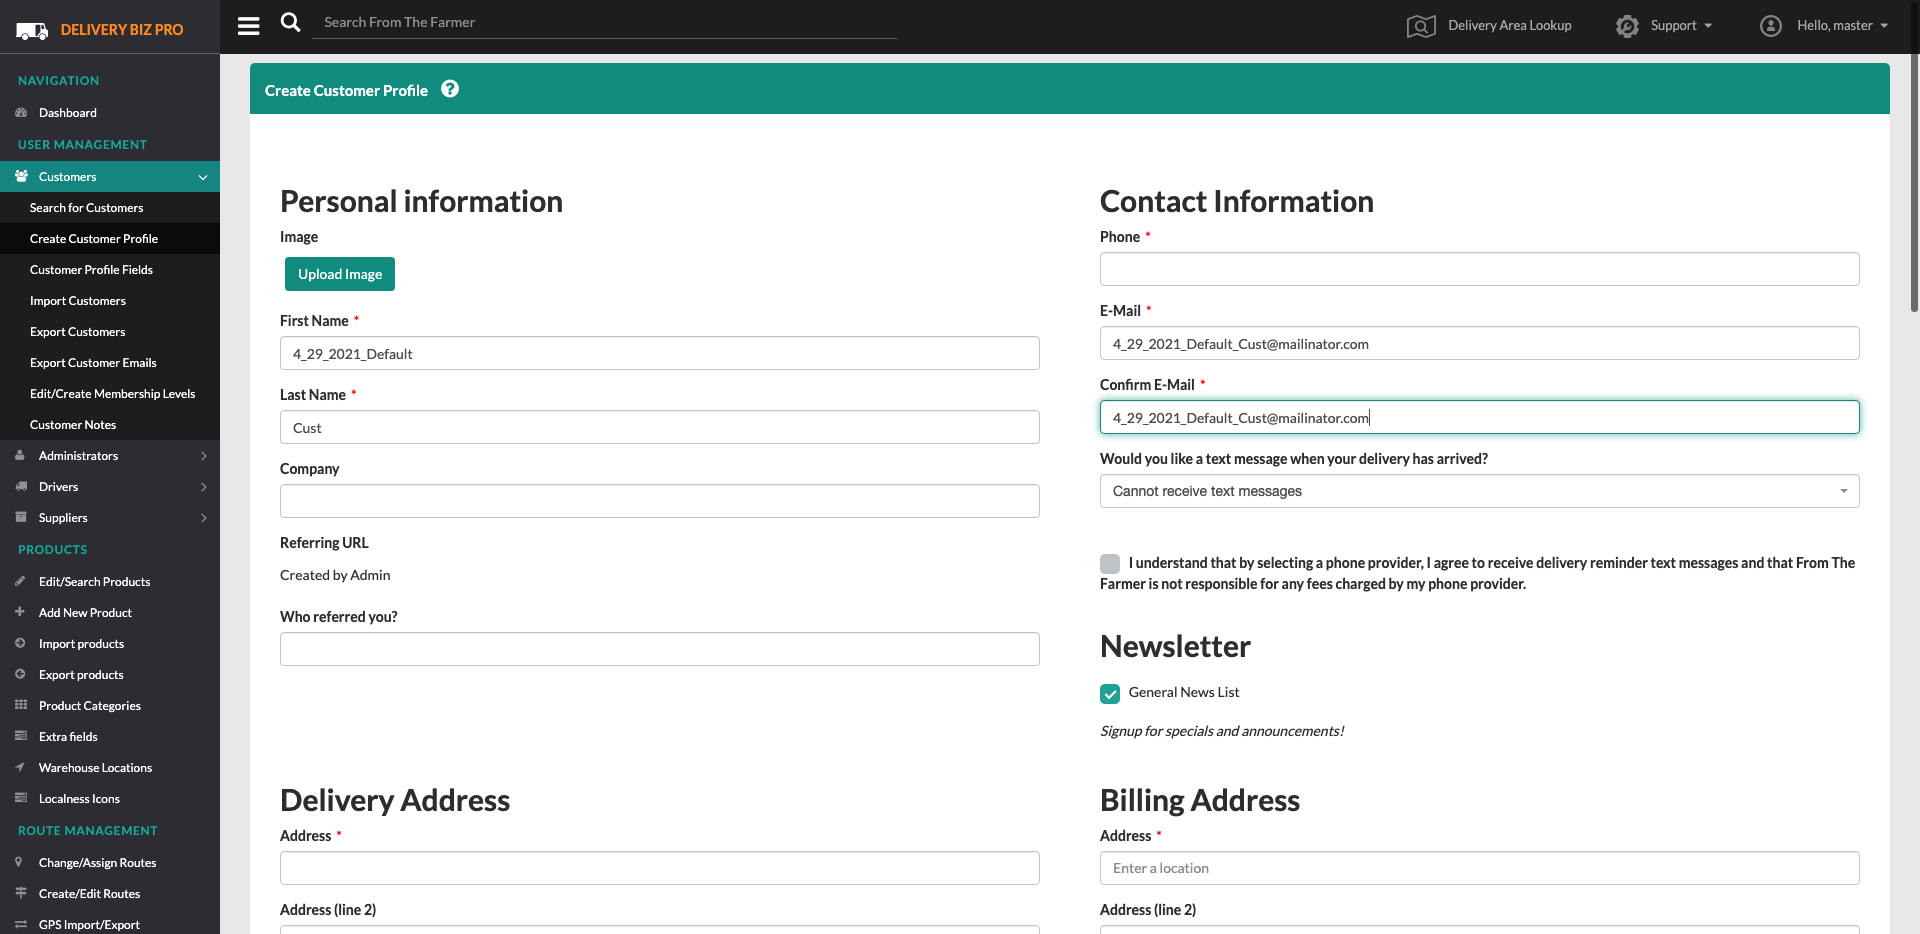 DELIVERY BIZ PRO
Search From The Farmer
Delivery Area Lookup
Support
Hello, master
NAVIGATION
Dashboard
USER MANAGEMENT
Customers
Search for Customers
Create Customer Profile
Customer Profile Fields
Import Customers
Export Customers
Export Customer Emails
Edit/Create Membership Levels
Customer Notes
Administrators
Drivers
Suppliers
PRODUCTS
Edit/Search Products
Add New Product
Import products
Export products
Product Categories
Extra fields
Warehouse Locations
Localness Icons
ROUTE MANAGEMENT
Change/Assign Routes
Create/Edit Routes
GPS Import/Export
Create Customer Profile ?
Personal information
Image
Upload Image
First Name *
4_29_2021_Default
Last Name *
Cust
Company
Referring URL
Created by Admin
Who referred you?
Contact Information
Phone *
E-Mail *
4_29_2021_Default_Cust@mailinator.com
Confirm E-Mail *
4_29_2021_Default_Cust@mailinator.com
Would you like a text message when your delivery has arrived?
Cannot receive text messages
I understand that by selecting a phone provider, I agree to receive delivery reminder text messages and that From The
Farmer is not responsible for any fees charged by my phone provider.
Newsletter
General News List
Signup for specials and announcements!
Delivery Address
Address *
Address (line 2)
Billing Address
Address *
Enter a location
Address (line 2)